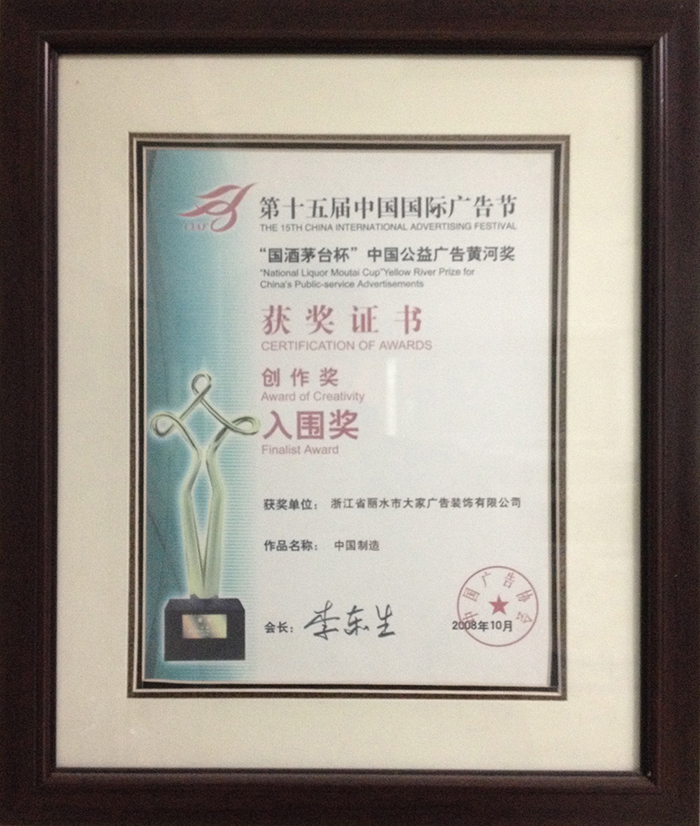 CIAF
第十五届中国国际广告节
THE 15TH CHINA INTERNATIONAL ADVERTISING FESTIVAL
“国酒茅台杯”中国公益广告黄河奖
"National Liquor Moutai Cup"Yellow River Prize for
China's Public-service Advertisements
获奖证书
CERTIFICATION OF AWARDS
创作奖
Award of Creativity
入围奖
Finalist Award
获奖单位: 浙江省丽水市大家广告装饰有限公司
作品名称: 中国制造
中国广告协会
会长: 李东生
2008年10月